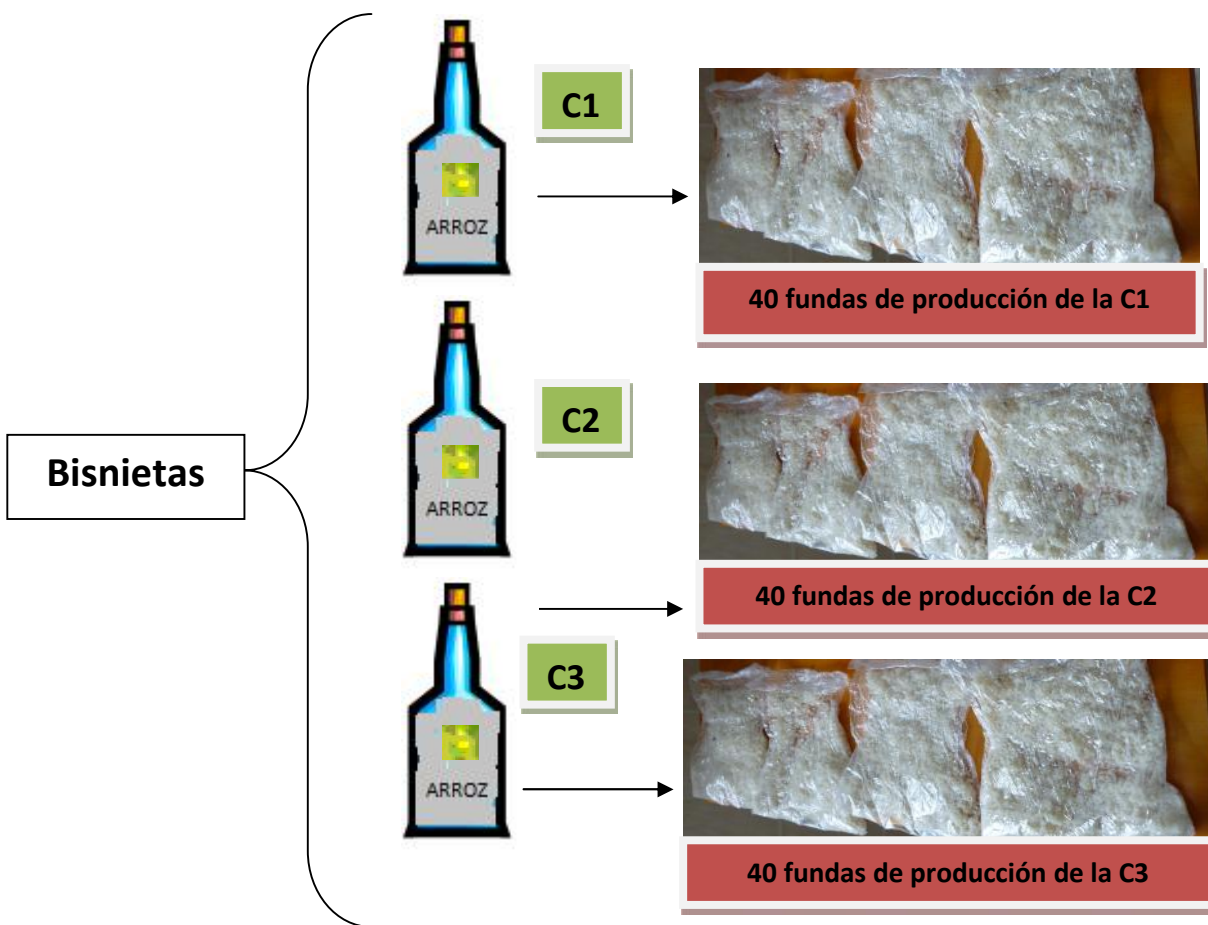 C1
ARROZ
40 fundas de producción de la C1
C2
Bisnietas
ARROZ
40 fundas de producción de la C2
C3
ARROZ
40 fundas de producción de la C3